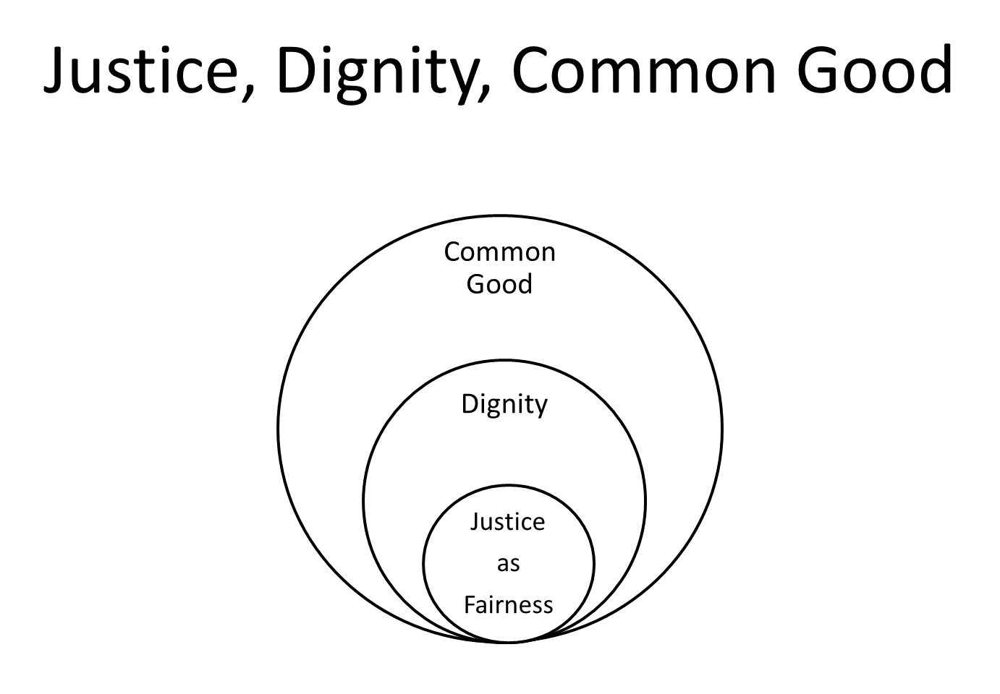 Justice, Dignity, Common Good
Common
Good
Dignity
Justice
as
Fairness